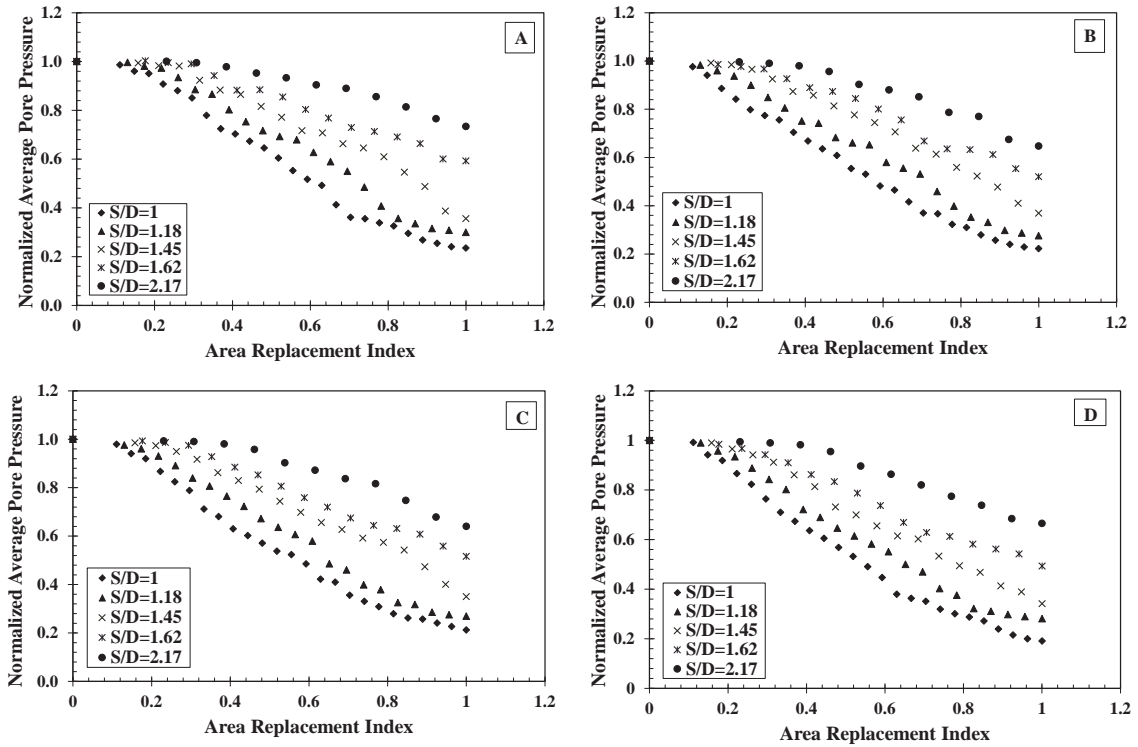 A
Normalized Average Pore Pressure
1.2
1.0
0.8
0.6
0.4
0.2
0.0
S/D=1
S/D=1.18
S/D=1.45
S/D=1.62
S/D=2.17
0 0.2 0.4 0.6 0.8 1 1.2
Area Replacement Index
B
Normalized Average Pore Pressure
1.2
1.0
0.8
0.6
0.4
0.2
0.0
S/D=1
S/D=1.18
S/D=1.45
S/D=1.62
S/D=2.17
0 0.2 0.4 0.6 0.8 1 1.2
Area Replacement Index
C
Normalized Average Pore Pressure
1.2
1.0
0.8
0.6
0.4
0.2
0.0
S/D=1
S/D=1.18
S/D=1.45
S/D=1.62
S/D=2.17
0 0.2 0.4 0.6 0.8 1 1.2
Area Replacement Index
D
Normalized Average Pore Pressure
1.2
1.0
0.8
0.6
0.4
0.2
0
S/D=1
S/D=1.18
S/D=1.45
S/D=1.62
S/D=2.17
0 0.2 0.4 0.6 0.8 1 1.2
Area Replacement Index